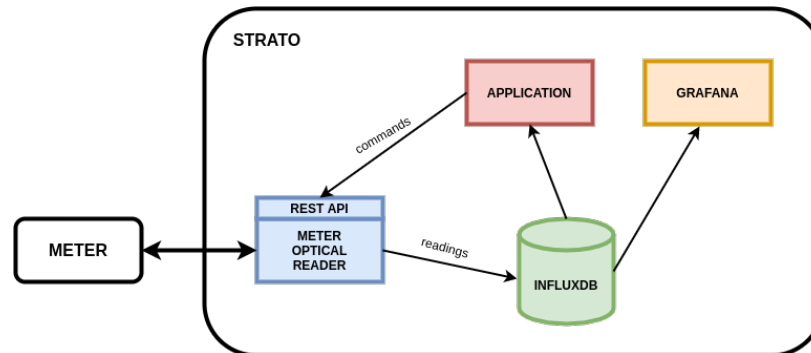 STRATO
APPLICATION
GRAFANA
commands
REST API
METER
METER
OPTICAL
READER
readings
INFLUXDB